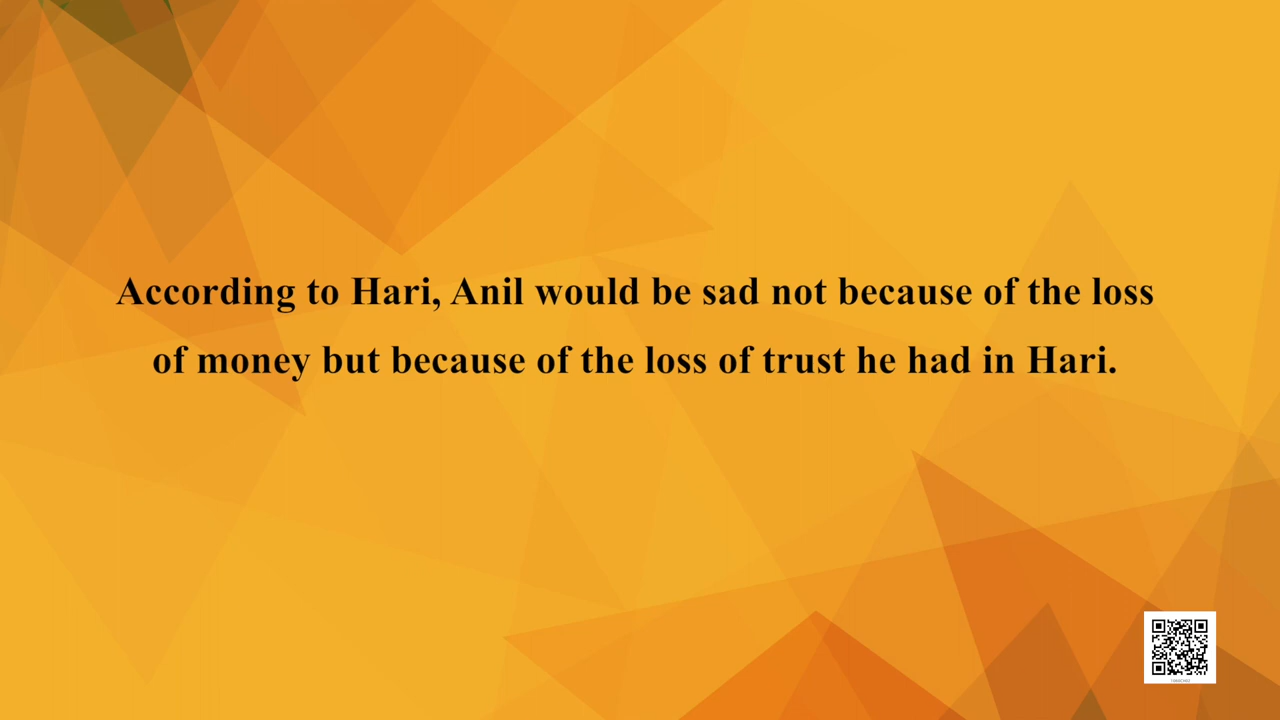 According to Hari, Anil would be sad not because of the loss
of money but because of the loss of trust he had in Hari.